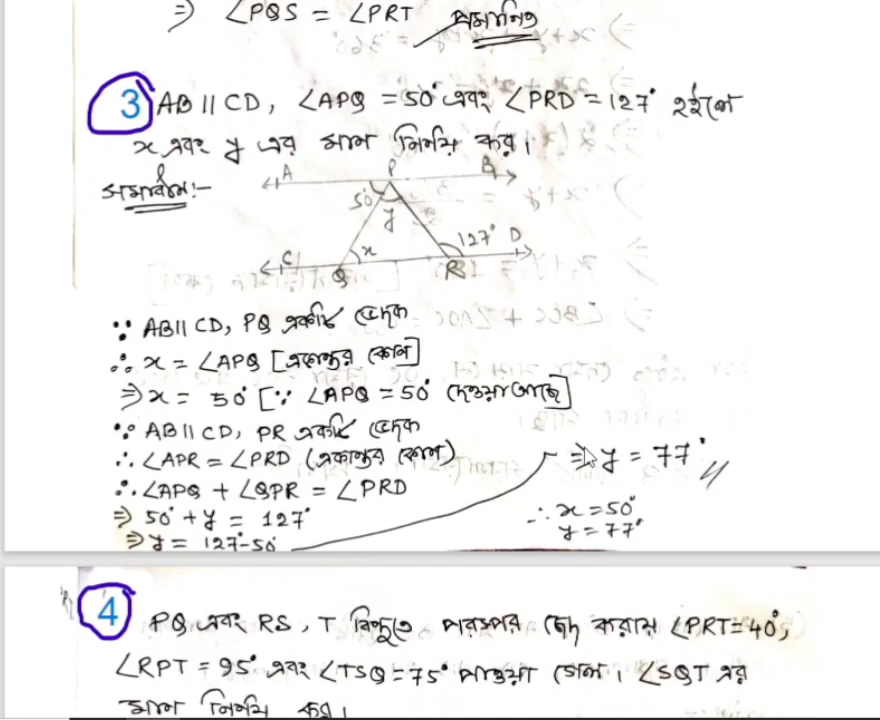 ⇒ ∠PQS = ∠PRT প্রমানিত
3 AB || CD, ∠APQ = 50° এবং ∠PRD = 127° হইলে
x এবং y এর মান নির্ণয় কর।
সমাধান:-
A P B
50° y
x 127° D
C Q R
∵ AB || CD, PQ একটি ছেদক
∴ x = ∠APQ [একান্তর কোণ]
⇒ x = 50° [∵ ∠APQ = 50° দেওয়া আছে]
∵ AB || CD, PR একটি ছেদক
∴ ∠APR = ∠PRD (একান্তর কোণ)
∴ ∠APQ + ∠QPR = ∠PRD
⇒ 50° + y = 127°
⇒ y = 127°-50°
⇒ y = 77°
∴ x = 50°
y = 77°
4 PQ এবং RS, T বিন্দুতে পরস্পর ছেদ করায় ∠PRT = 40°,
∠RPT = 95° এবং ∠TSQ = 75° পাওয়া গেল। ∠SQT এর
মান নির্ণয় কর।